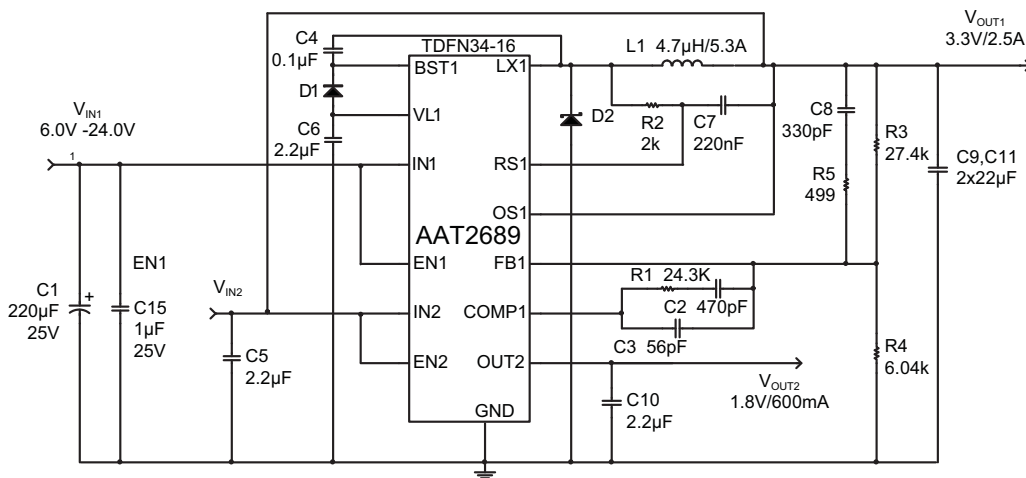 TDFN34-16
AAT2689
BST1
VL1
IN1
EN1
IN2
EN2
LX1
RS1
OS1
FB1
COMP1
OUT2
GND
C4
0.1µF
D1
C6
2.2µF
VIN1
6.0V -24.0V
1
C1
220µF
25V
+
EN1
C15
1µF
25V
VIN2
C5
2.2µF
L1 4.7µH/5.3A
D2
R2
2k
C7
220nF
C8
330pF
R5
499
R3
27.4k
C9,C11
2x22µF
VOUT1
3.3V/2.5A
R1 24.3K
C2 470pF
C3 56pF
R4
6.04k
VOUT2
1.8V/600mA
C10
2.2µF